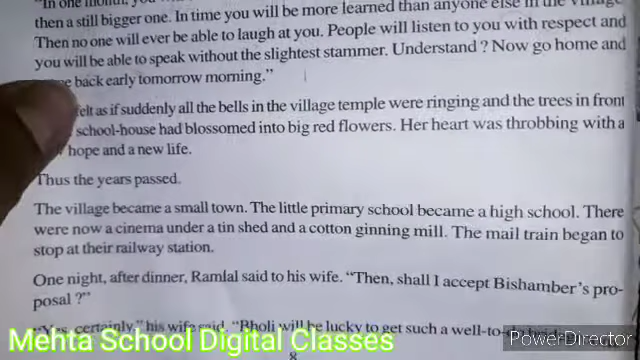 "In one month, you
then a still bigger one. In time you will be more learned than anyone else in the village
Then no one will ever be able to laugh at you. People will listen to you with respect and
you will be able to speak without the slightest stammer. Understand ? Now go home and
back early tomorrow morning."
felt as if suddenly all the bells in the village temple were ringing and the trees in front
school-house had blossomed into big red flowers. Her heart was throbbing with a
hope and a new life.
Thus the years passed.
The village became a small town. The little primary school became a high school. There
were now a cinema under a tin shed and a cotton ginning mill. The mail train began to
stop at their railway station.
One night, after dinner, Ramlal said to his wife. "Then, shall I accept Bishamber's pro-
posal ?"
"Yes, certainly," his wife said. "Bholi will be lucky to get such a well-to-do
Mehta School Digital Classes
PowerDirector
8